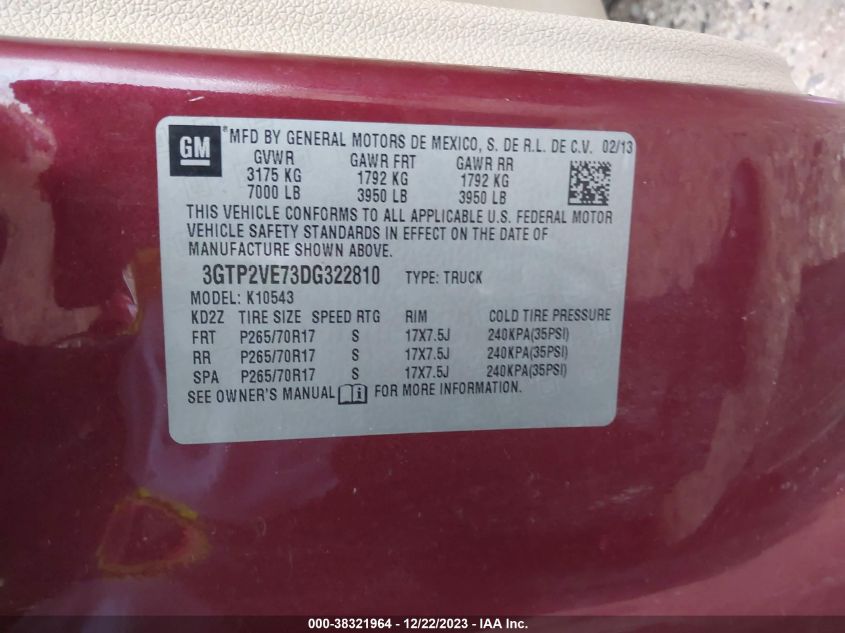 GM ®MFD BY GENERAL MOTORS DE MEXICO, S. DE R.L. DE C.V. 02/13
GVWR GAWR FRT GAWR RR
3175 KG 1792 KG 1792 KG
7000 LB 3950 LB 3950 LB
THIS VEHICLE CONFORMS TO ALL APPLICABLE U.S. FEDERAL MOTOR
VEHICLE SAFETY STANDARDS IN EFFECT ON THE DATE OF
MANUFACTURE SHOWN ABOVE.
3GTP2VE73DG322810 TYPE: TRUCK
MODEL: K10543
KD2Z TIRE SIZE SPEED RTG RIM COLD TIRE PRESSURE
FRT P265/70R17 S 17X7.5J 240KPA(35PSI)
RR P265/70R17 S 17X7.5J 240KPA(35PSI)
SPA P265/70R17 S 17X7.5J 240KPA(35PSI)
SEE OWNER'S MANUAL FOR MORE INFORMATION.
000-38321964 - 12/22/2023 - IAA Inc.